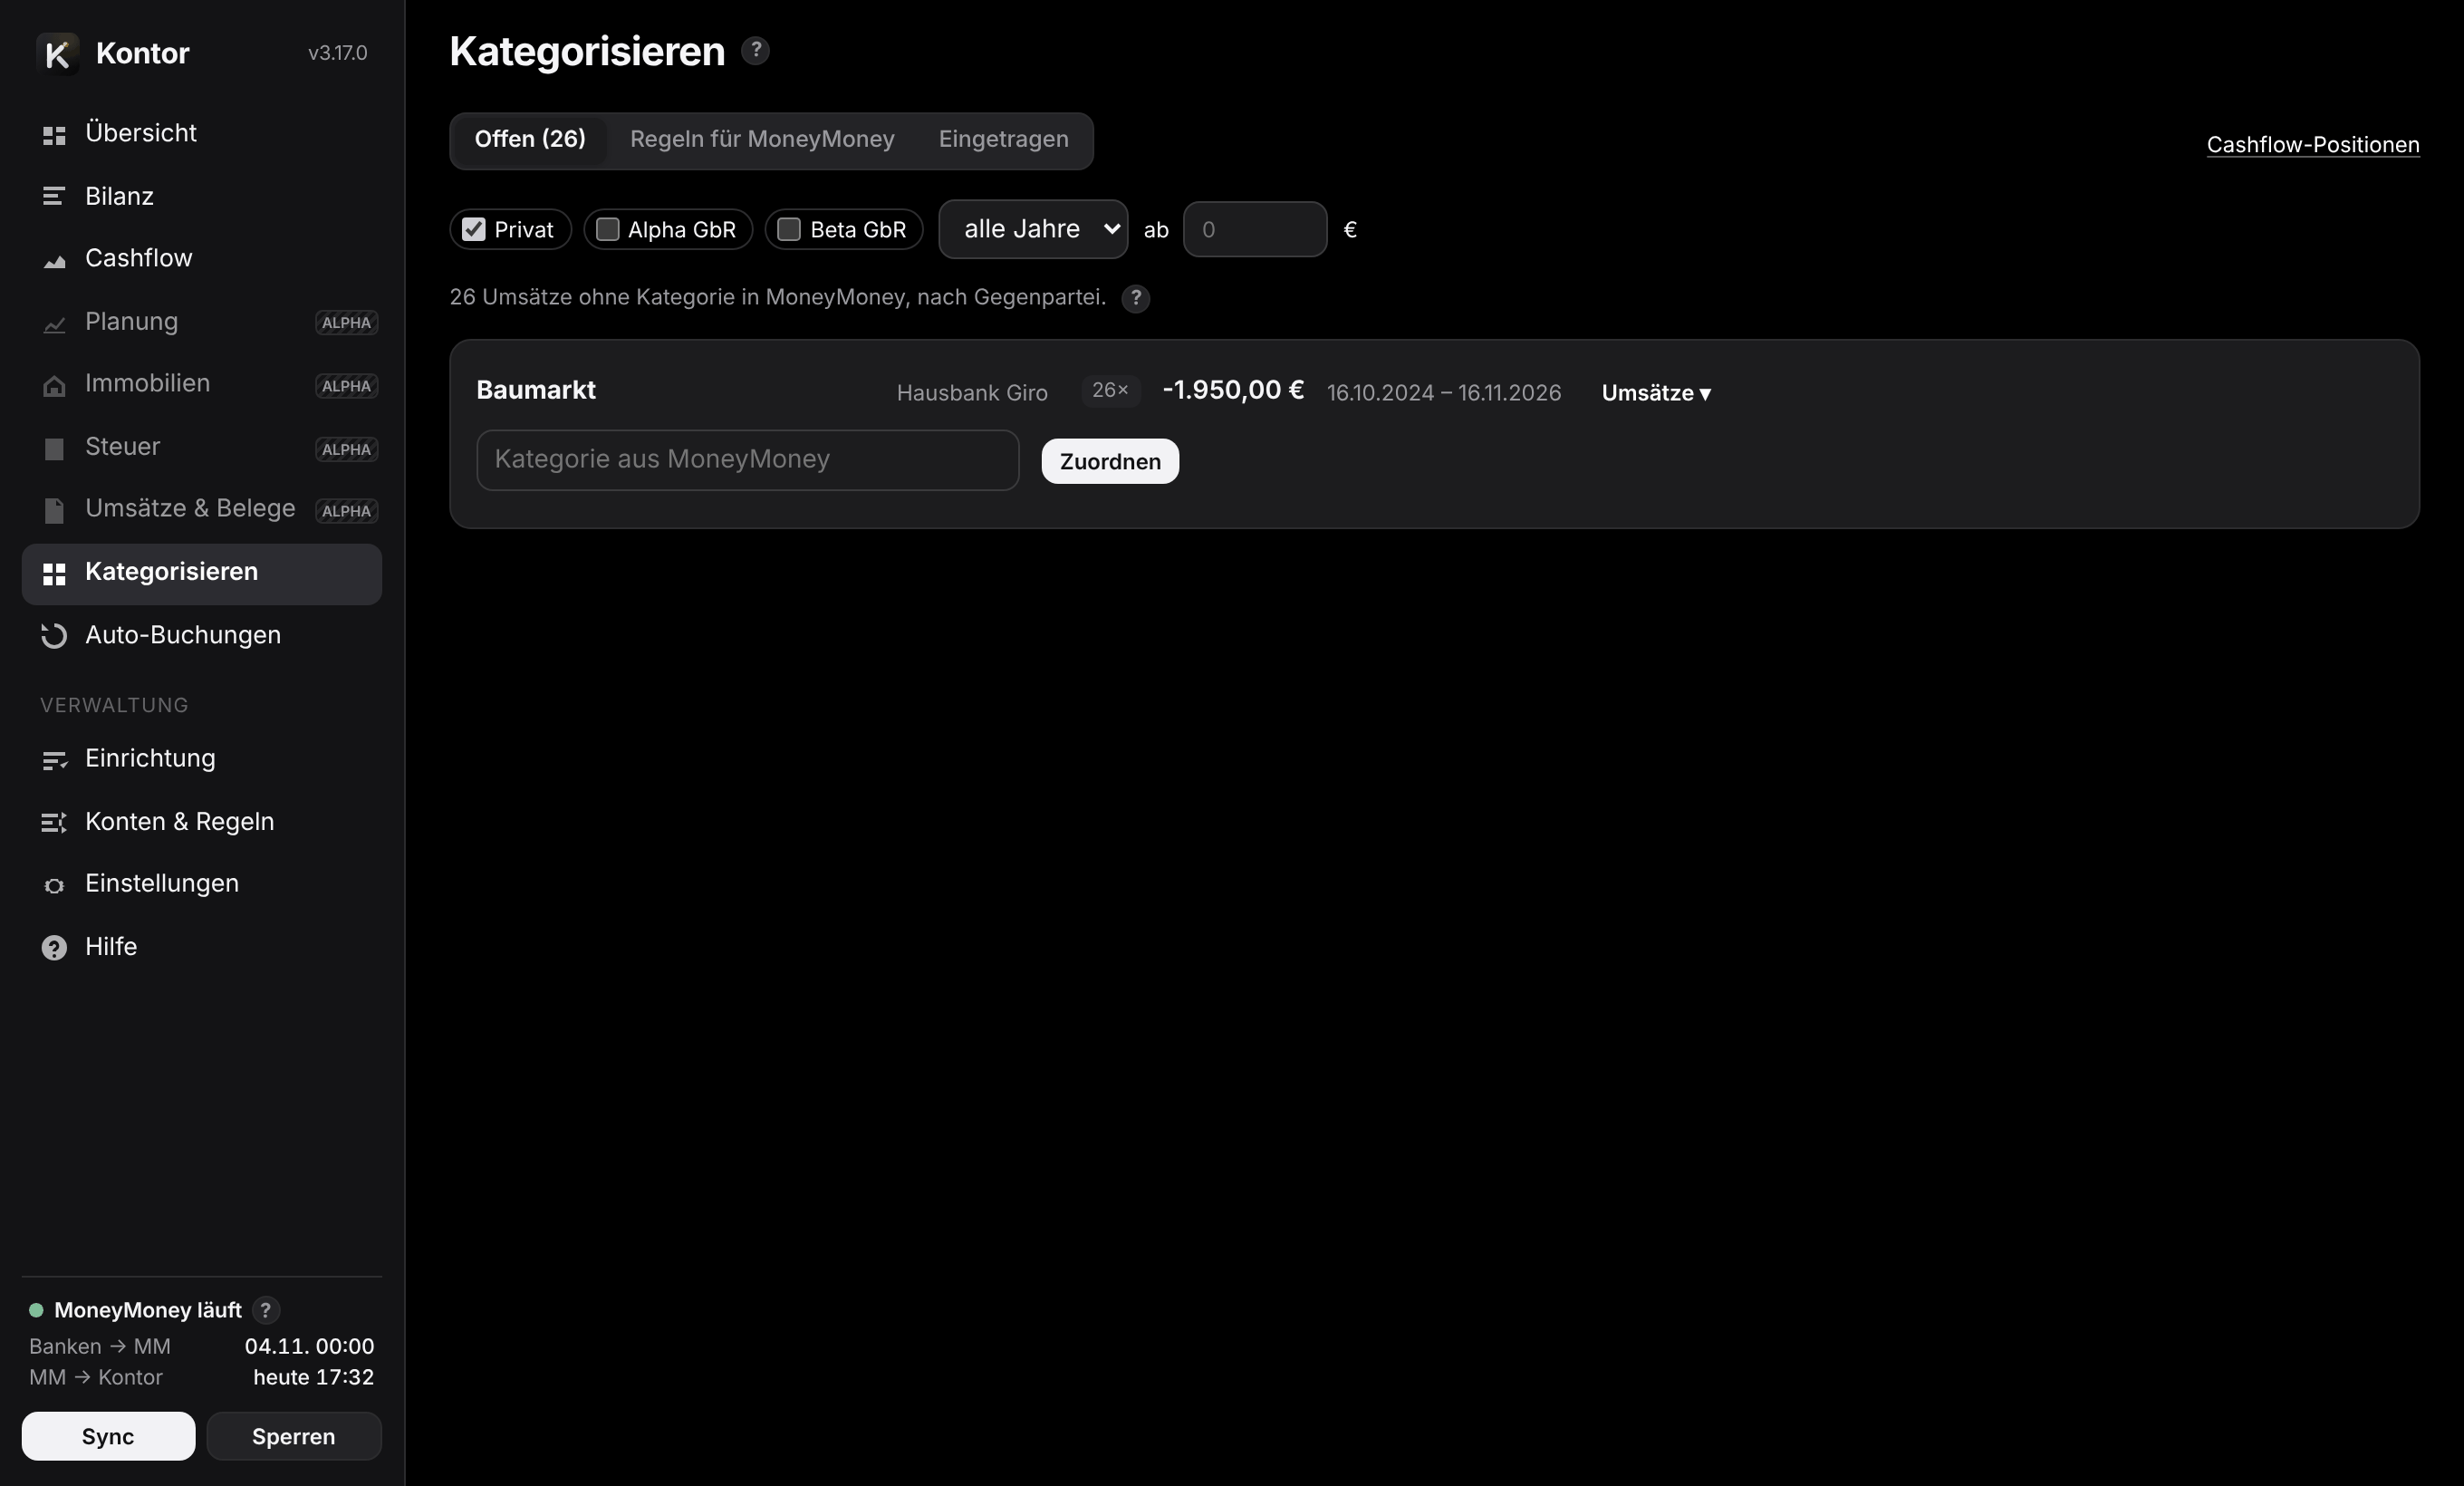 Kontor v3.17.0
Übersicht
Bilanz
Cashflow
Planung ALPHA
Immobilien ALPHA
Steuer ALPHA
Umsätze & Belege ALPHA
Kategorisieren
Auto-Buchungen
VERWALTUNG
Einrichtung
Konten & Regeln
Einstellungen
Hilfe
MoneyMoney läuft ?
Banken → MM 04.11. 00:00
MM → Kontor heute 17:32
Sync Sperren
Kategorisieren ?
Offen (26) Regeln für MoneyMoney Eingetragen Cashflow-Positionen
Privat Alpha GbR Beta GbR alle Jahre ab 0 €
26 Umsätze ohne Kategorie in MoneyMoney, nach Gegenpartei. ?
Baumarkt Hausbank Giro 26× -1.950,00 € 16.10.2024 – 16.11.2026 Umsätze ▾
Kategorie aus MoneyMoney Zuordnen